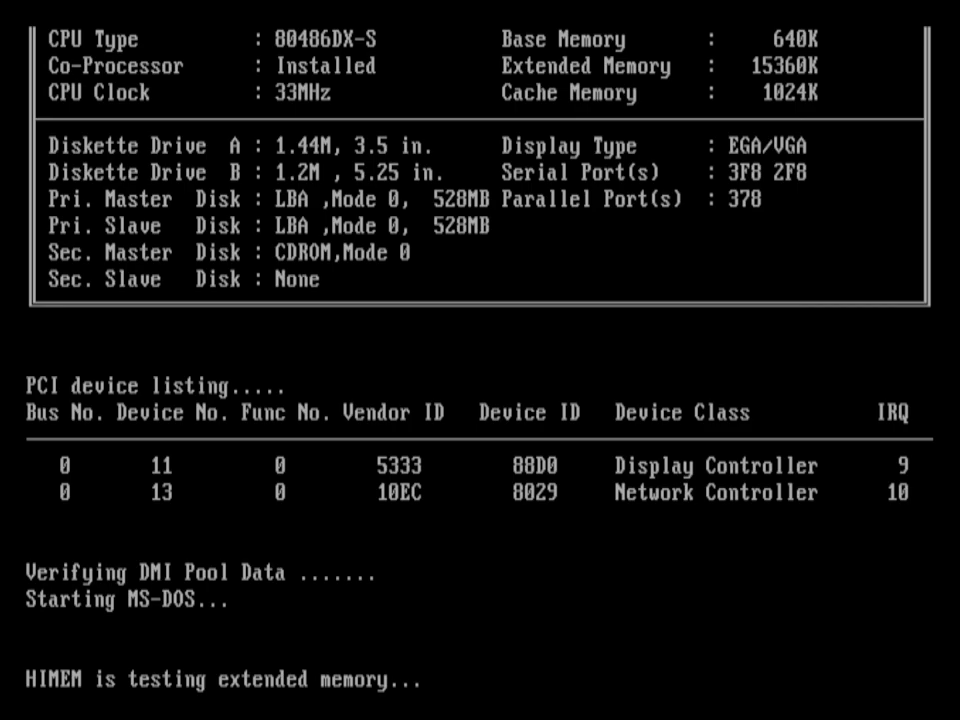 CPU Type : 80486DX-S Base Memory : 640K
Co-Processor : Installed Extended Memory : 15360K
CPU Clock : 33MHz Cache Memory : 1024K
Diskette Drive A : 1.44M, 3.5 in. Display Type : EGA/VGA
Diskette Drive B : 1.2M , 5.25 in. Serial Port(s) : 3F8 2F8
Pri. Master Disk : LBA ,Mode 0, 528MB Parallel Port(s) : 378
Pri. Slave Disk : LBA ,Mode 0, 528MB
Sec. Master Disk : CDROM,Mode 0
Sec. Slave Disk : None
PCI device listing.....
Bus No. Device No. Func No. Vendor ID Device ID Device Class IRQ
0 11 0 5333 88D0 Display Controller 9
0 13 0 10EC 8029 Network Controller 10
Verifying DMI Pool Data .......
Starting MS-DOS...
HIMEM is testing extended memory...